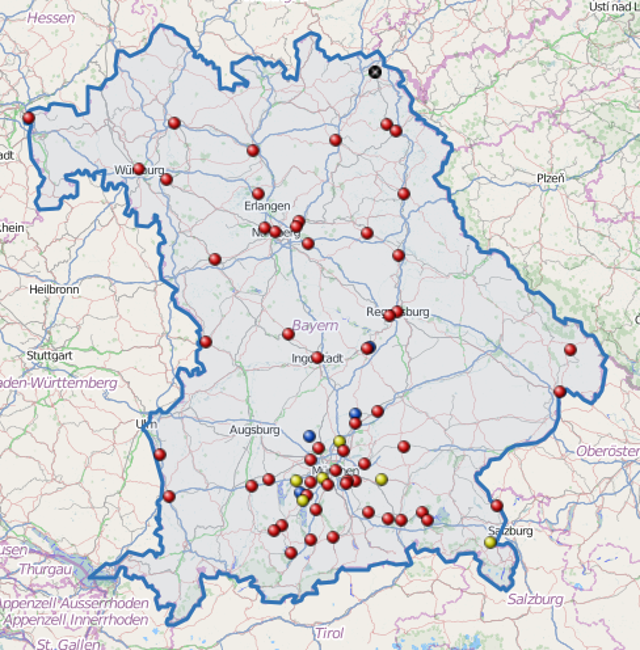 Hessen
Ústí nad L
adt
Würzburg
Plzeň
Erlangen
Rhein
Nürnberg
Heilbronn
Regensburg
Bayern
Stuttgart
Ingolstadt
aden-Württemberg
Ulm
Augsburg
Oberöster
München
Salzburg
usen
Thurgau
Appenzell Ausserrhoden
Appenzell Innerrhoden
Salzburg
Tirol
St. Gallen